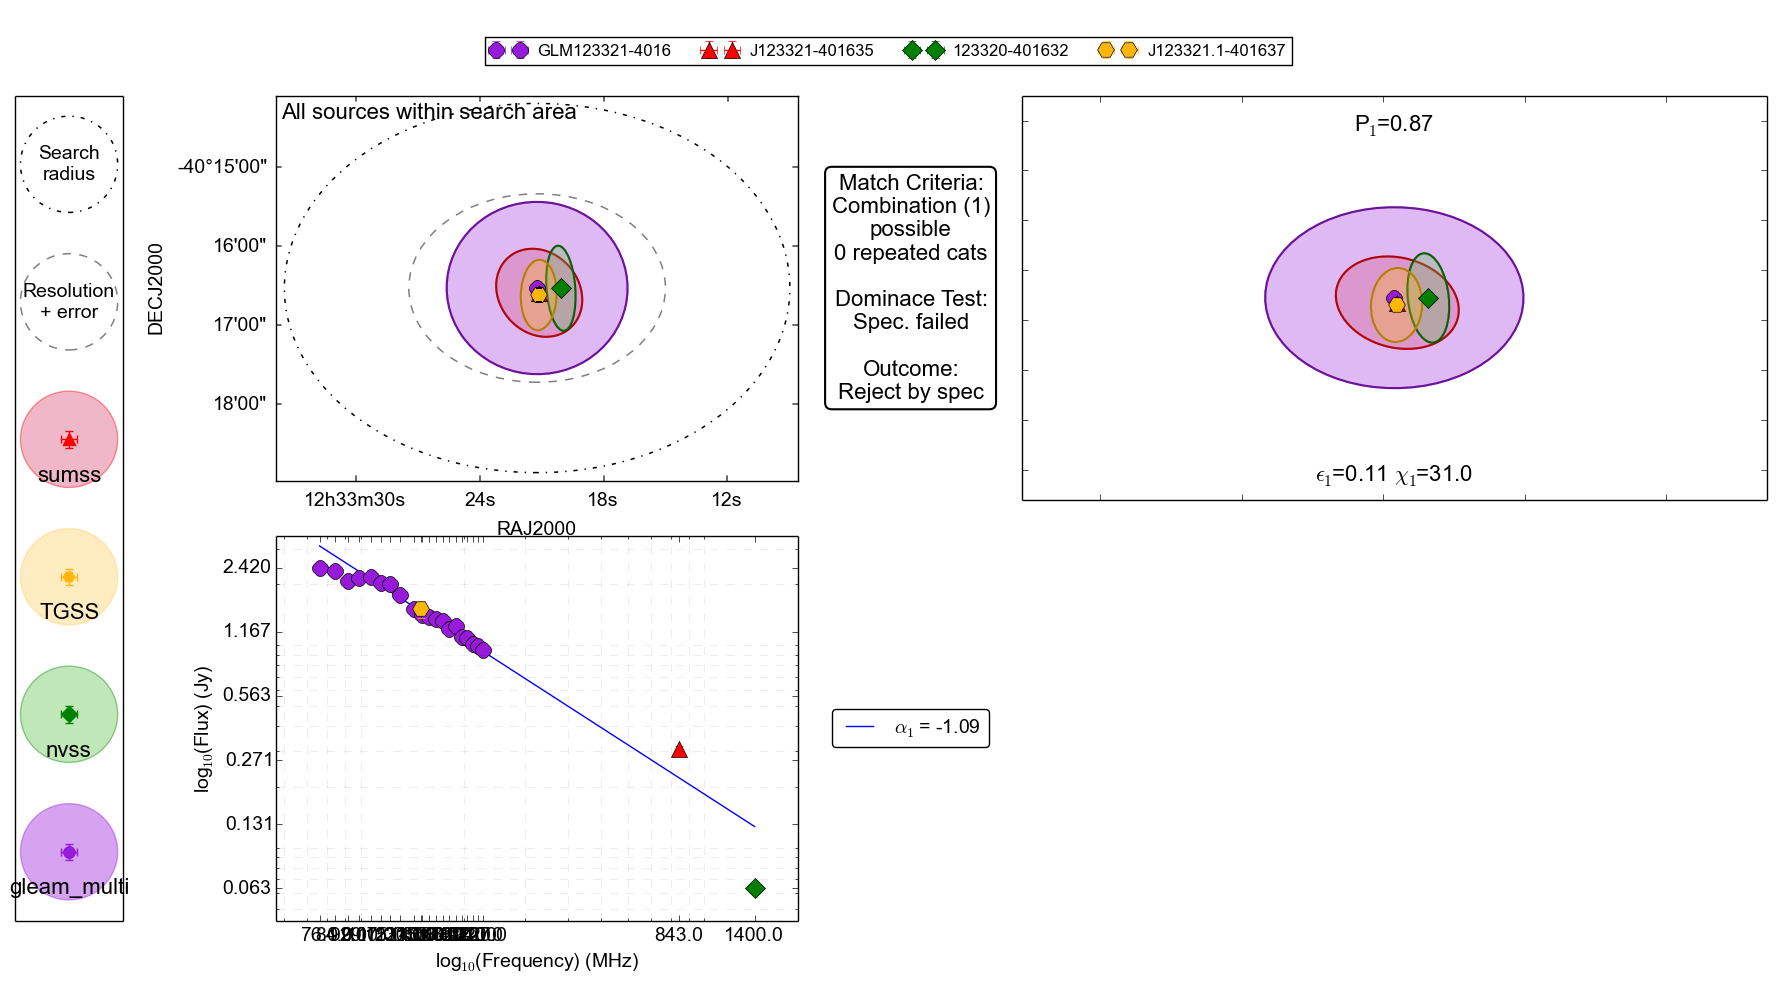 GLM123321-4016 J123321-401635 123320-401632 J123321.1-401637
Search
radius
Resolution
+ error
sumss
TGSS
nvss
gleam_multi
All sources within search area
DECJ2000
-40°15'00"
16'00"
17'00"
18'00"
12h33m30s 24s 18s 12s
RAJ2000
Match Criteria:
Combination (1)
possible
0 repeated cats
Dominace Test:
Spec. failed
Outcome:
Reject by spec
P1=0.87
ϵ1=0.11 χ1=31.0
log10(Flux) (Jy)
2.420
1.167
0.563
0.271
0.131
0.063
843.0 1400.0
log10(Frequency) (MHz)
α1 = -1.09